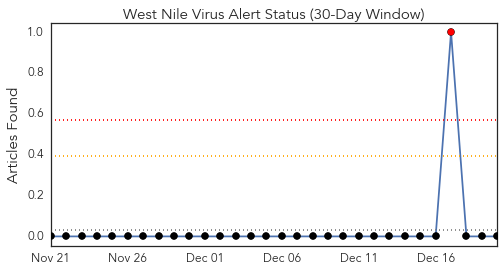 West Nile Virus Alert Status (30-Day Window)
Articles Found
1.0
0.8
0.6
0.4
0.2
0.0
Nov 21 Nov 26 Dec 01 Dec 06 Dec 11 Dec 16